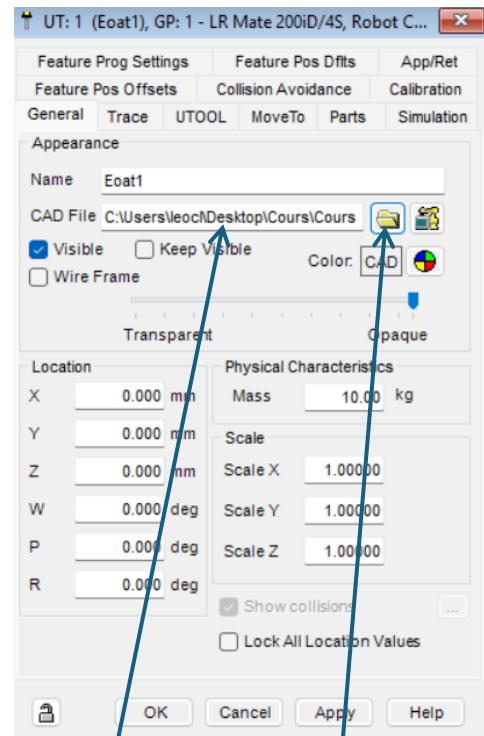 UT: 1 (Eoat1), GP: 1 - LR Mate 200iD/4S, Robot C...
Feature Prog Settings Feature Pos Dflts App/Ret
Feature Pos Offsets Collision Avoidance Calibration
General Trace UTOOL MoveTo Parts Simulation
Appearance
Name Eoat1
CAD File C:\Users\leocl\Desktop\Cours\Cours
Visible Keep Visible Color: CAD
Wire Frame
Transparent Opaque
Location Physical Characteristics
X 0.000 mm Mass 10.00 kg
Y 0.000 mm Scale
Z 0.000 mm Scale X 1.00000
W 0.000 deg Scale Y 1.00000
P 0.000 deg Scale Z 1.00000
R 0.000 deg
Show collisions ...
Lock All Location Values
OK Cancel Apply Help